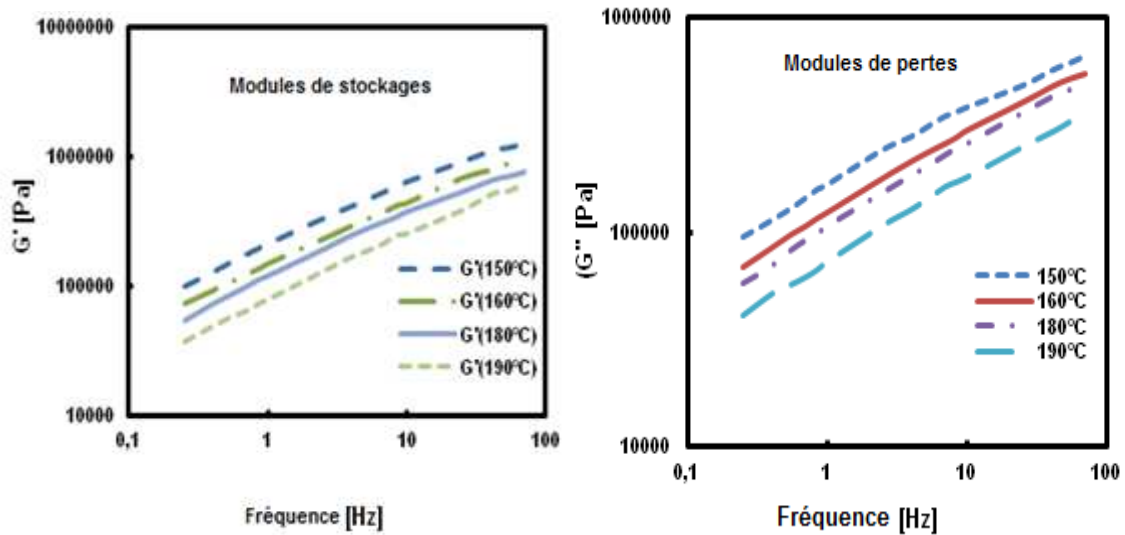 Modules de stockages
G' [Pa]
10000000
1000000
100000
10000
0,1
1
10
100
Fréquence [Hz]
G'(150°C)
G'(160°C)
G'(180°C)
G'(190°C)
Modules de pertes
(G'' [Pa]
1000000
100000
10000
0,1
1
10
100
Fréquence [Hz]
150°C
160°C
180°C
190°C